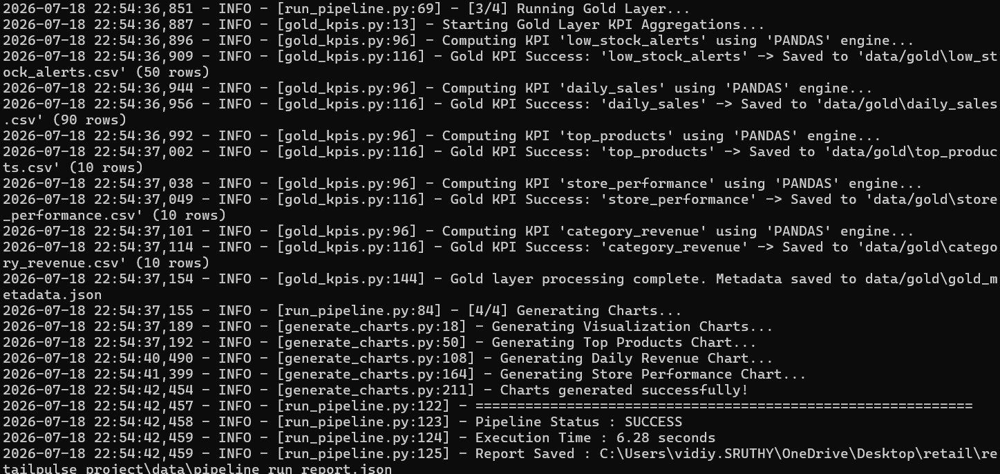 2026-07-18 22:54:36,851 - INFO - [run_pipeline.py:69] - [3/4] Running Gold Layer...
2026-07-18 22:54:36,887 - INFO - [gold_kpis.py:13] - Starting Gold Layer KPI Aggregations...
2026-07-18 22:54:36,896 - INFO - [gold_kpis.py:96] - Computing KPI 'low_stock_alerts' using 'PANDAS' engine...
2026-07-18 22:54:36,909 - INFO - [gold_kpis.py:116] - Gold KPI Success: 'low_stock_alerts' -> Saved to 'data/gold\low_st
ock_alerts.csv' (50 rows)
2026-07-18 22:54:36,944 - INFO - [gold_kpis.py:96] - Computing KPI 'daily_sales' using 'PANDAS' engine...
2026-07-18 22:54:36,956 - INFO - [gold_kpis.py:116] - Gold KPI Success: 'daily_sales' -> Saved to 'data/gold\daily_sales
.csv' (90 rows)
2026-07-18 22:54:36,992 - INFO - [gold_kpis.py:96] - Computing KPI 'top_products' using 'PANDAS' engine...
2026-07-18 22:54:37,002 - INFO - [gold_kpis.py:116] - Gold KPI Success: 'top_products' -> Saved to 'data/gold\top_produc
ts.csv' (10 rows)
2026-07-18 22:54:37,038 - INFO - [gold_kpis.py:96] - Computing KPI 'store_performance' using 'PANDAS' engine...
2026-07-18 22:54:37,049 - INFO - [gold_kpis.py:116] - Gold KPI Success: 'store_performance' -> Saved to 'data/gold\store
_performance.csv' (10 rows)
2026-07-18 22:54:37,101 - INFO - [gold_kpis.py:96] - Computing KPI 'category_revenue' using 'PANDAS' engine...
2026-07-18 22:54:37,114 - INFO - [gold_kpis.py:116] - Gold KPI Success: 'category_revenue' -> Saved to 'data/gold\catego
ry_revenue.csv' (10 rows)
2026-07-18 22:54:37,154 - INFO - [gold_kpis.py:144] - Gold layer processing complete. Metadata saved to data/gold\gold_m
etadata.json
2026-07-18 22:54:37,155 - INFO - [run_pipeline.py:84] - [4/4] Generating Charts...
2026-07-18 22:54:37,189 - INFO - [generate_charts.py:18] - Generating Visualization Charts...
2026-07-18 22:54:37,192 - INFO - [generate_charts.py:50] - Generating Top Products Chart...
2026-07-18 22:54:40,490 - INFO - [generate_charts.py:108] - Generating Daily Revenue Chart...
2026-07-18 22:54:41,399 - INFO - [generate_charts.py:164] - Generating Store Performance Chart...
2026-07-18 22:54:42,454 - INFO - [generate_charts.py:211] - Charts generated successfully!
2026-07-18 22:54:42,457 - INFO - [run_pipeline.py:122] - ============================================================
2026-07-18 22:54:42,458 - INFO - [run_pipeline.py:123] - Pipeline Status : SUCCESS
2026-07-18 22:54:42,459 - INFO - [run_pipeline.py:124] - Execution Time : 6.28 seconds
2026-07-18 22:54:42,459 - INFO - [run_pipeline.py:125] - Report Saved : C:\Users\vidiy.SRUTHY\OneDrive\Desktop\retail\re
tailpulse_project\data\pipeline_run_report.json